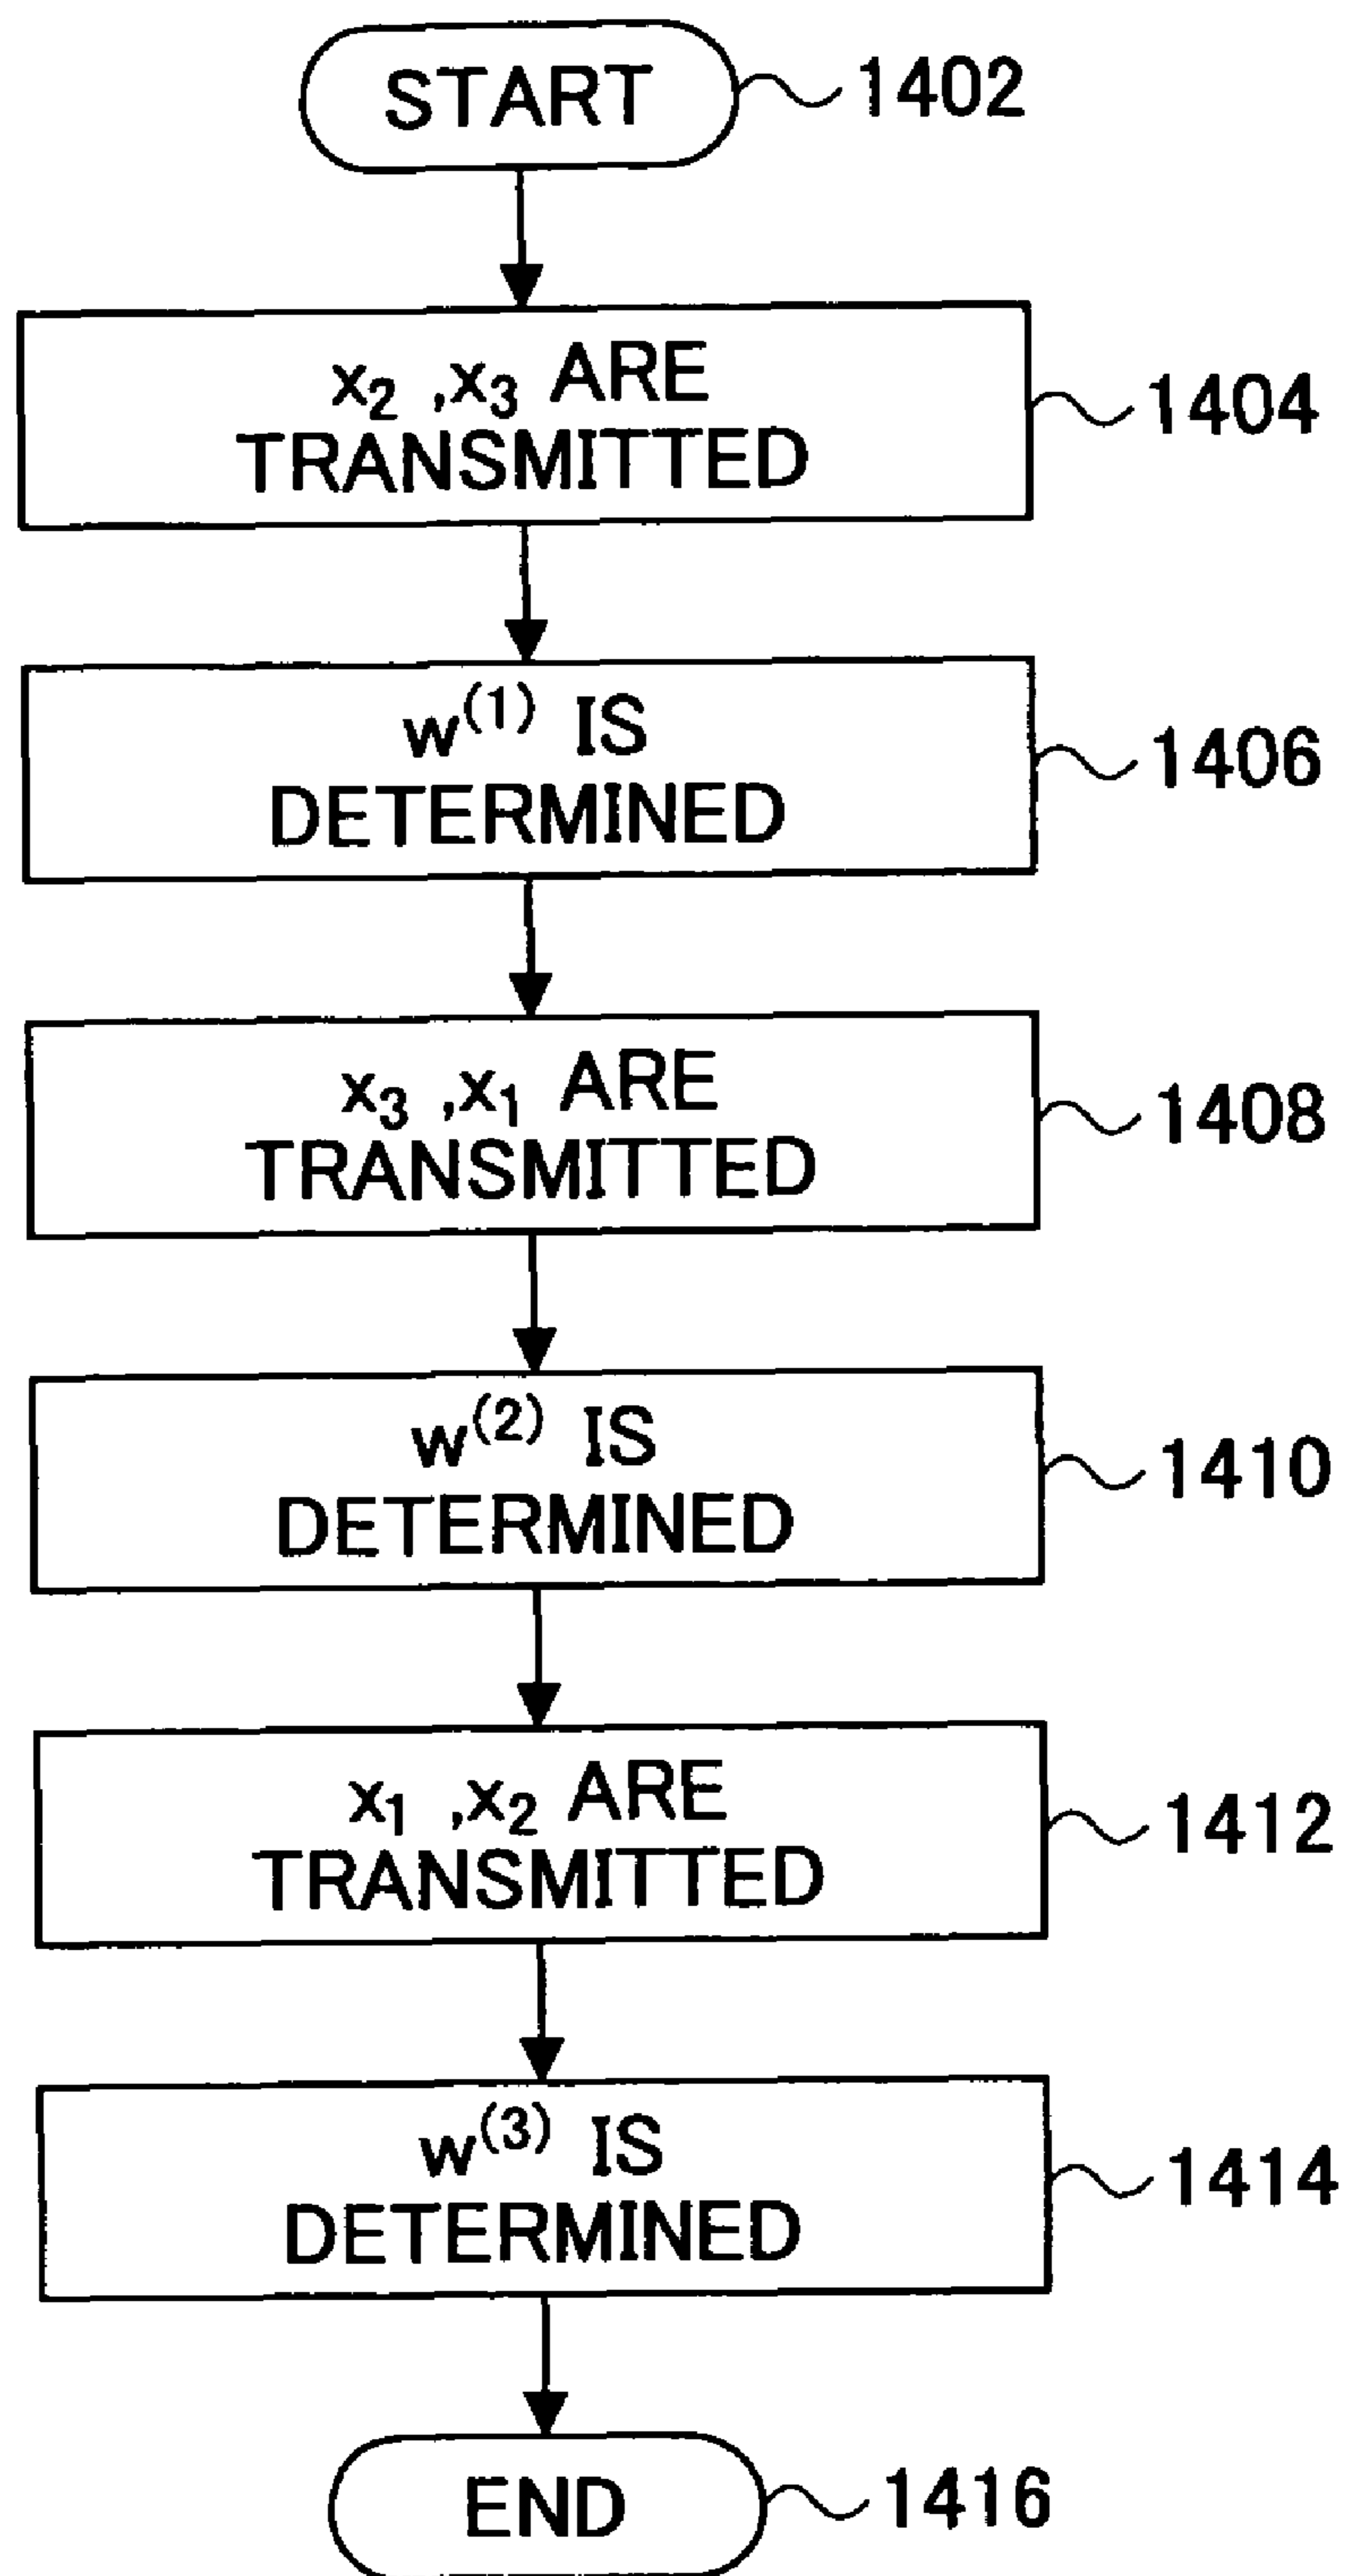 START 1402
x₂ ,x₃ ARE
TRANSMITTED
1404
w⁽¹⁾ IS
DETERMINED
1406
x₃ ,x₁ ARE
TRANSMITTED
1408
w⁽²⁾ IS
DETERMINED
1410
x₁ ,x₂ ARE
TRANSMITTED
1412
w⁽³⁾ IS
DETERMINED
1414
END 1416